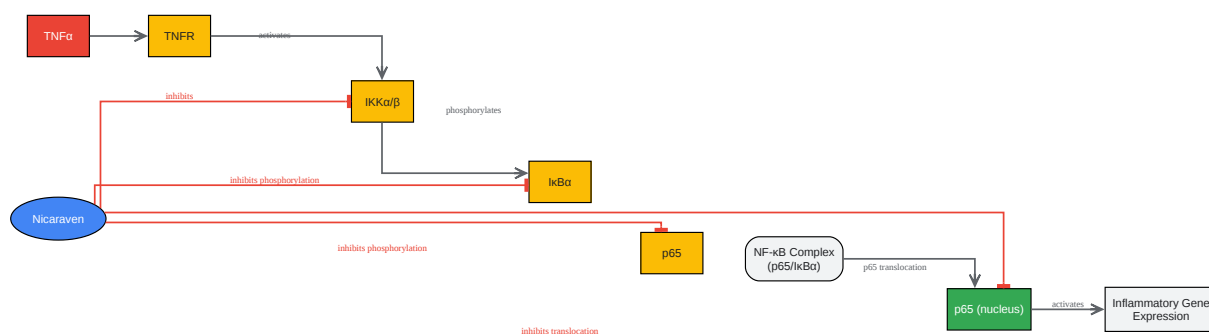 TNFα
TNFR
activates
IKKα/β
inhibits
phosphorylates
IκBα
inhibits phosphorylation
Nicaraven
p65
inhibits phosphorylation
NF-κB Complex
(p65/IκBα)
p65 translocation
p65 (nucleus)
activates
Inflammatory Gene
Expression
inhibits translocation